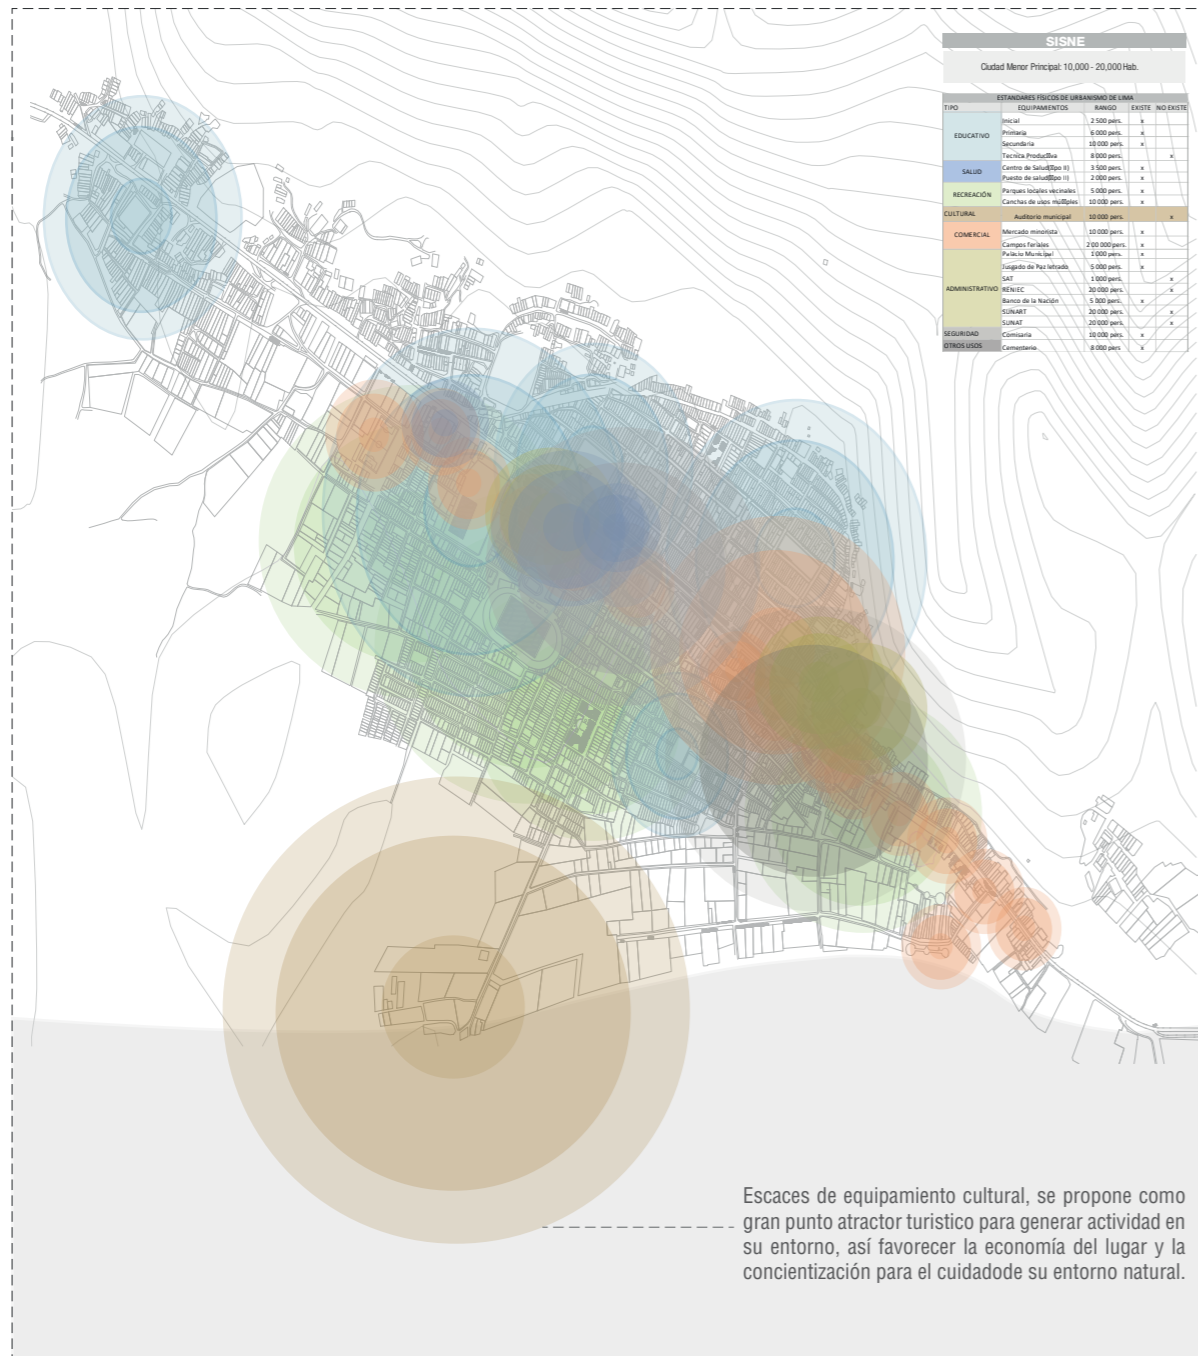 SISNE
Ciudad Menor Principal: 10,000 - 20,000 Hab.
ESTANDARES FÍSICOS DE URBANISMO DE LIMA
TIPO EQUIPAMIENTOS RANGO EXISTE NO EXISTE
EDUCATIVO
Inicial 2 500 pers. x
Primaria 6 000 pers. x
Secundaria 10 000 pers. x
Tecnica Productiva 8 000 pers. x
SALUD
Centro de Salud(Tipo II) 3 500 pers. x
Puesto de salud(Tipo II) 2 000 pers. x
RECREACIÓN
Parques locales vecinales 5 000 pers. x
Canchas de usos múltiples 10 000 pers. x
CULTURAL Auditorio municipal 10 000 pers. x
COMERCIAL
Mercado minorista 10 000 pers. x
Campos feriales 2 00 000 pers. x
ADMINISTRATIVO
Palacio Municipal 1 000 pers. x
Juzgado de Paz letrado 5 000 pers. x
SAT 1 000 pers. x
RENIEC 20 000 pers. x
Banco de la Nación 5 000 pers. x
SUNART 20 000 pers. x
SUNAT 20 000 pers. x
SEGURIDAD Comisaria 10 000 pers. x
OTROS USOS Cementerio 8 000 pers x
Escaces de equipamiento cultural, se propone como
gran punto atractor turistico para generar actividad en
su entorno, así favorecer la economía del lugar y la
concientización para el cuidadode su entorno natural.